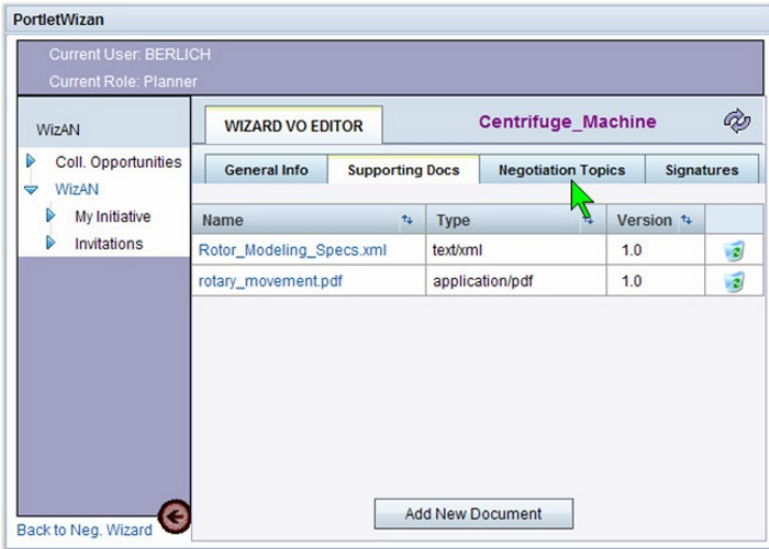 PortletWizan
Current User: BERLICH
Current Role: Planner
WizAN
Coll. Opportunities
WizAN
My Initiative
Invitations
Back to Neg. Wizard
WIZARD VO EDITOR
Centrifuge_Machine
General Info Supporting Docs Negotiation Topics Signatures
Name Type Version
Rotor_Modeling_Specs.xml text/xml 1.0
rotary_movement.pdf application/pdf 1.0
Add New Document